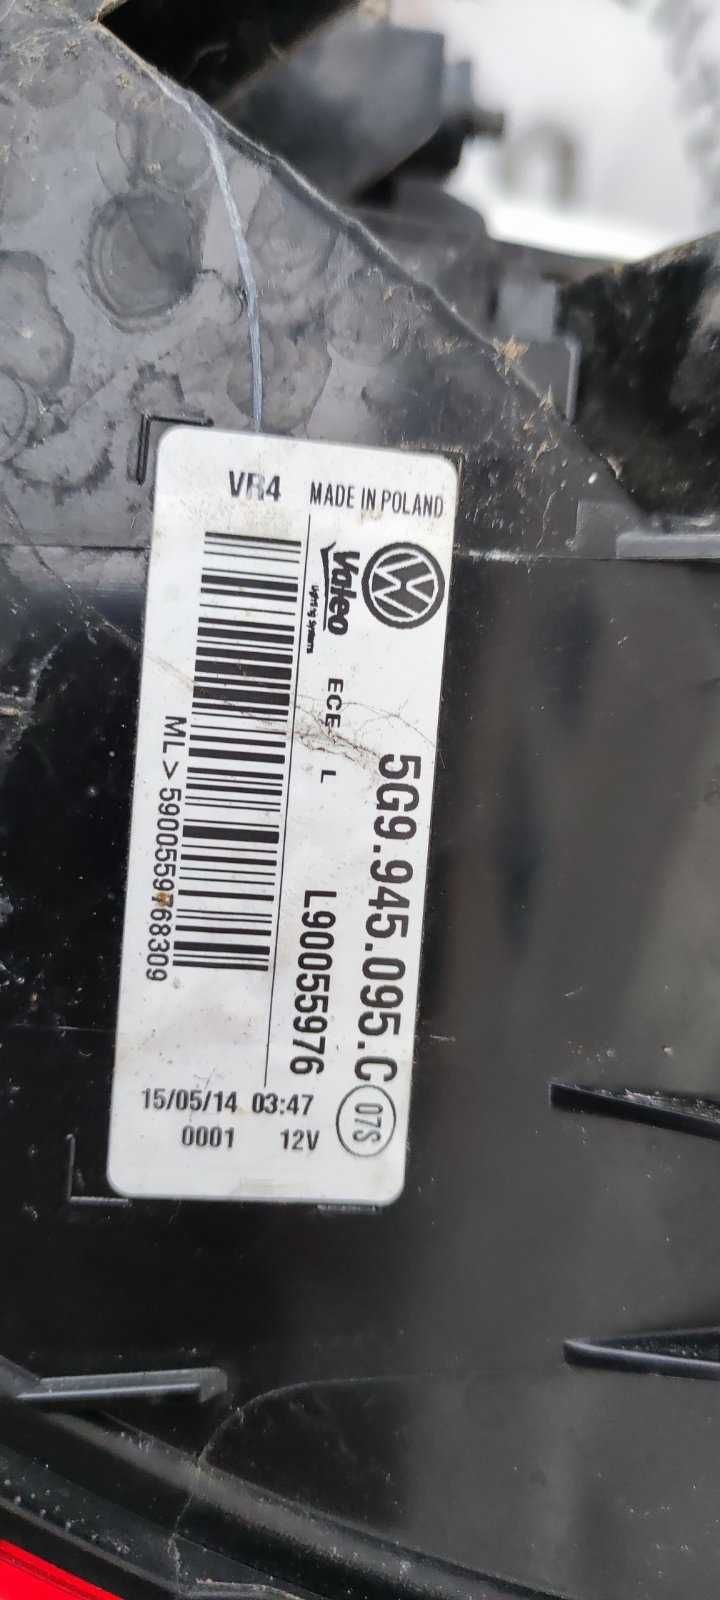 VR4 MADE IN POLAND
Valeo
Lighting Systems
ECE L
5G9.945.095.C
L90055976
ML > 5900559768309
15/05/14 03:47
0001 12V
07S